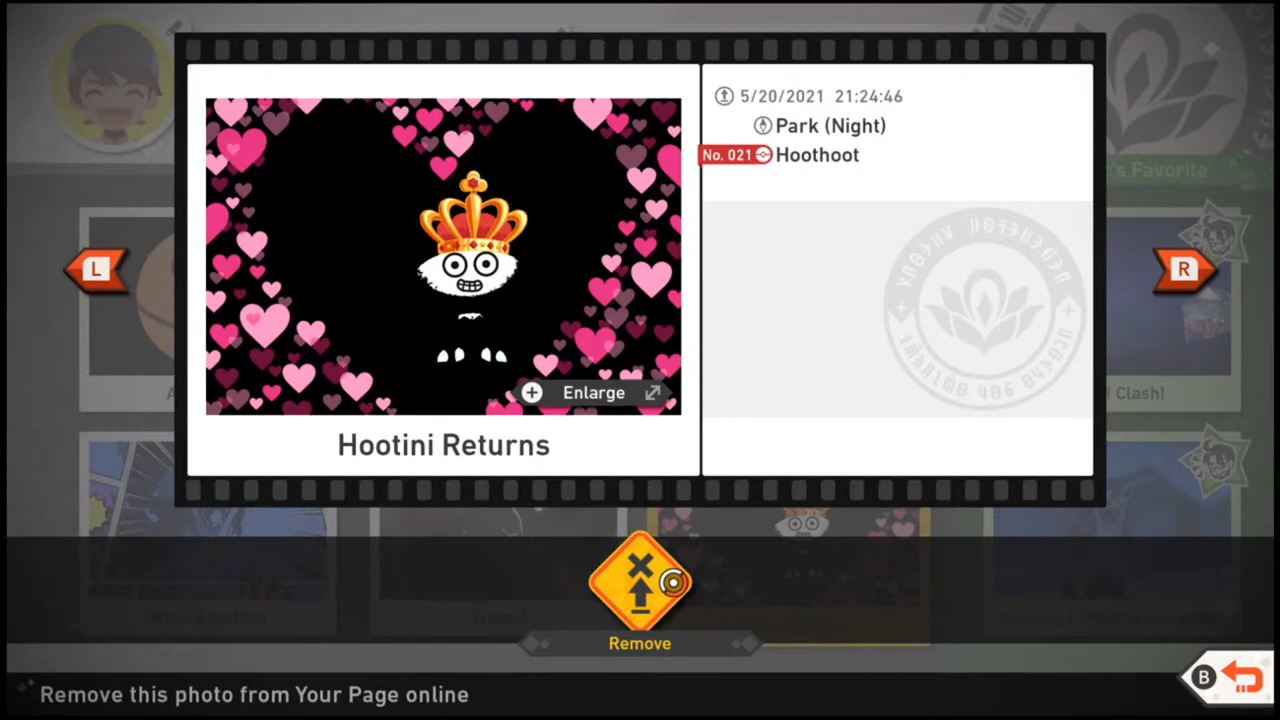 5/20/2021 21:24:46
Park (Night)
No. 021 Hoothoot
's Favorite
L
R
Enlarge
Clash!
Hootini Returns
Remove
B
Remove this photo from Your Page online